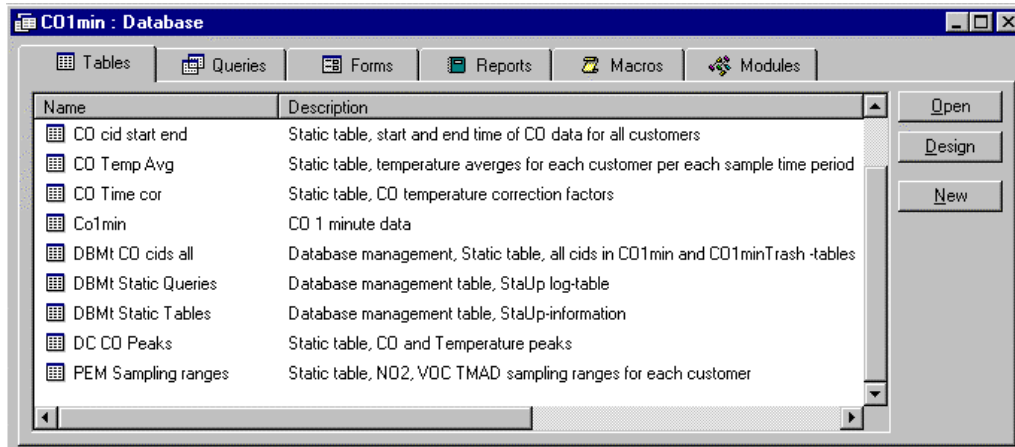 CO1min : Database
Tables Queries Forms Reports Macros Modules
Name Description
CO cid start end Static table, start and end time of CO data for all customers
CO Temp Avg Static table, temperature averges for each customer per each sample time period
CO Time cor Static table, CO temperature correction factors
Co1min CO 1 minute data
DBMt CO cids all Database management, Static table, all cids in CO1min and CO1minTrash -tables
DBMt Static Queries Database management table, StaUp log-table
DBMt Static Tables Database management table, StaUp-information
DC CO Peaks Static table, CO and Temperature peaks
PEM Sampling ranges Static table, NO2, VOC TMAD sampling ranges for each customer
Open
Design
New